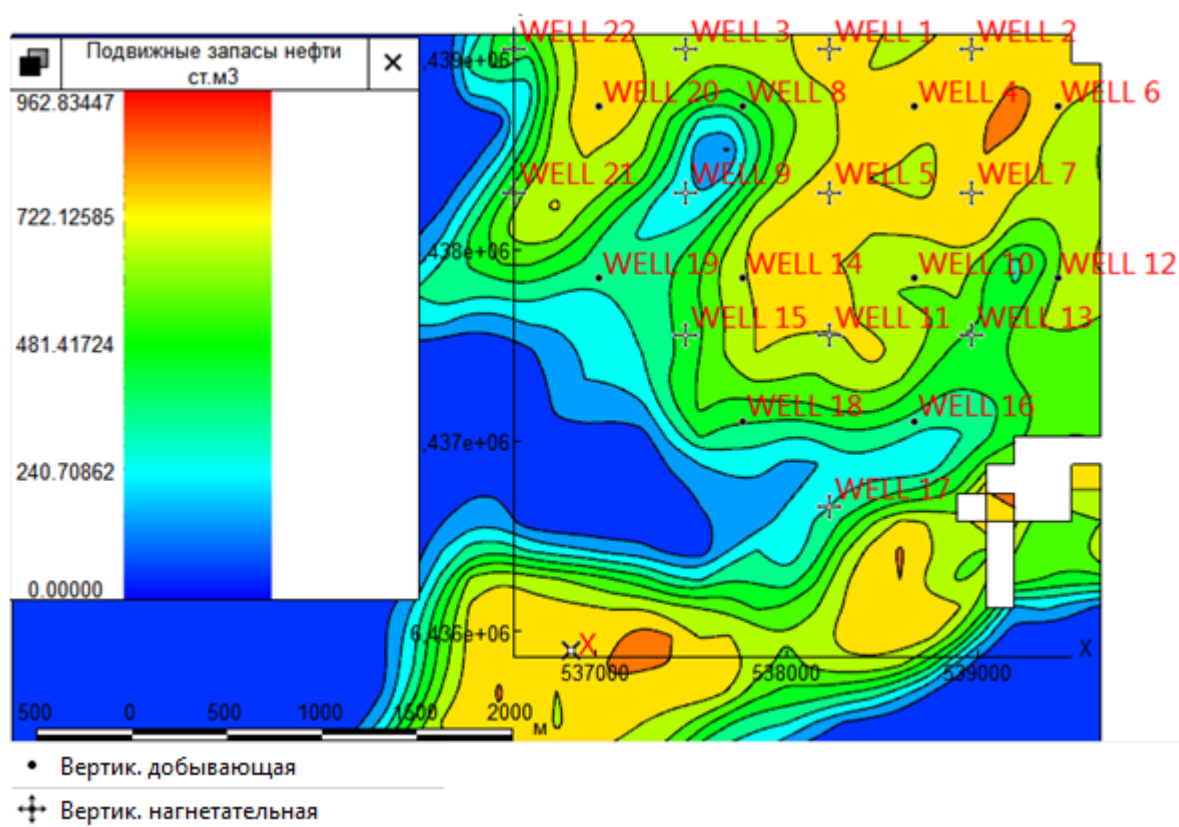 Подвижные запасы нефти
ст.м3
962.83447
722.12585
481.41724
240.70862
0.00000
WELL 22 WELL 3 WELL 1 WELL 2
,439e+06
WELL 20 WELL 8 WELL 4 WELL 6
WELL 21 WELL 9 WELL 5 WELL 7
,438e+06
WELL 19 WELL 14 WELL 10 WELL 12
WELL 15 WELL 11 WELL 13
WELL 18 WELL 16
,437e+06
WELL 17
6,436e+06
X
X
537000 538000 539000
500 0 500 1000 1500 2000
м
Вертик. добывающая
Вертик. нагнетательная